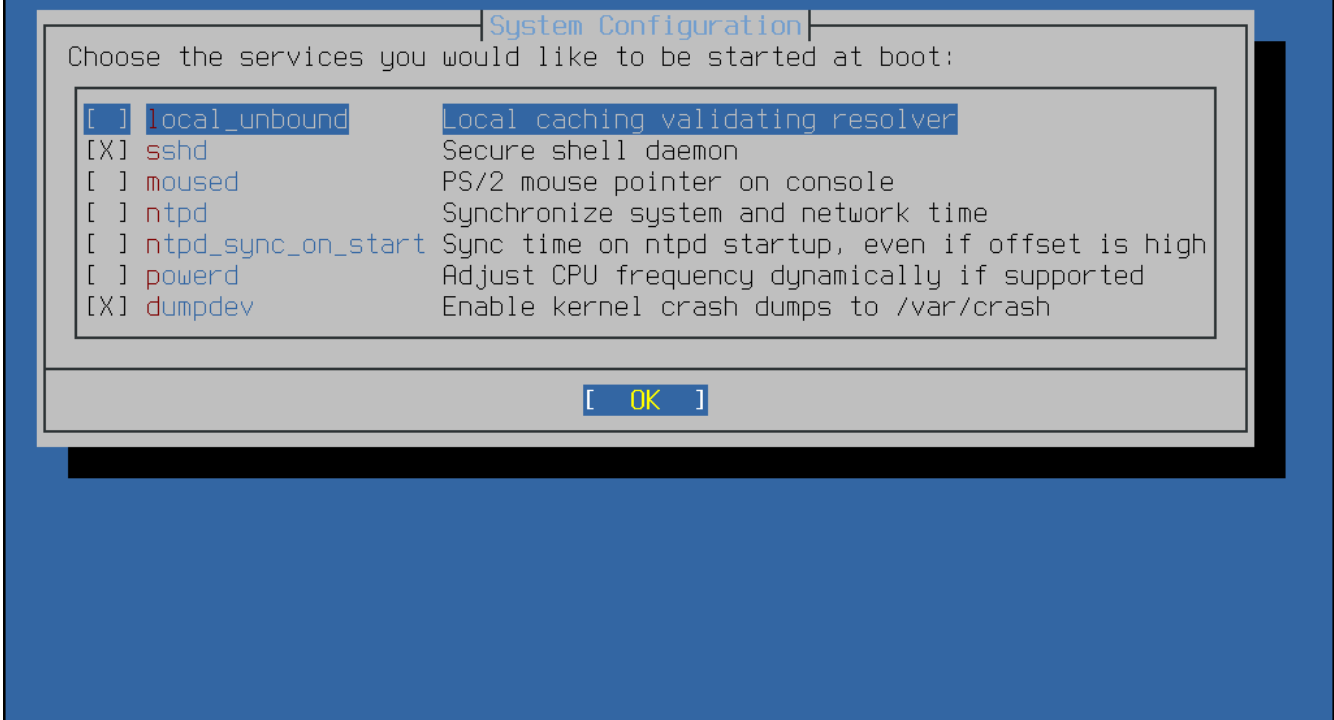 System Configuration
Choose the services you would like to be started at boot:
[ ] local_unbound Local caching validating resolver
[X] sshd Secure shell daemon
[ ] moused PS/2 mouse pointer on console
[ ] ntpd Synchronize system and network time
[ ] ntpd_sync_on_start Sync time on ntpd startup, even if offset is high
[ ] powerd Adjust CPU frequency dynamically if supported
[X] dumpdev Enable kernel crash dumps to /var/crash
[ OK ]